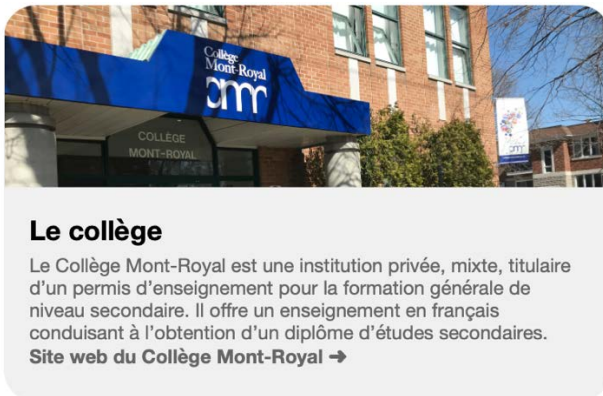 Collège
Mont-Royal
cmr
COLLÈGE
MONT-ROYAL
cmr
Le collège
Le Collège Mont-Royal est une institution privée, mixte, titulaire
d’un permis d’enseignement pour la formation générale de
niveau secondaire. Il offre un enseignement en français
conduisant à l’obtention d’un diplôme d’études secondaires.
Site web du Collège Mont-Royal ➜